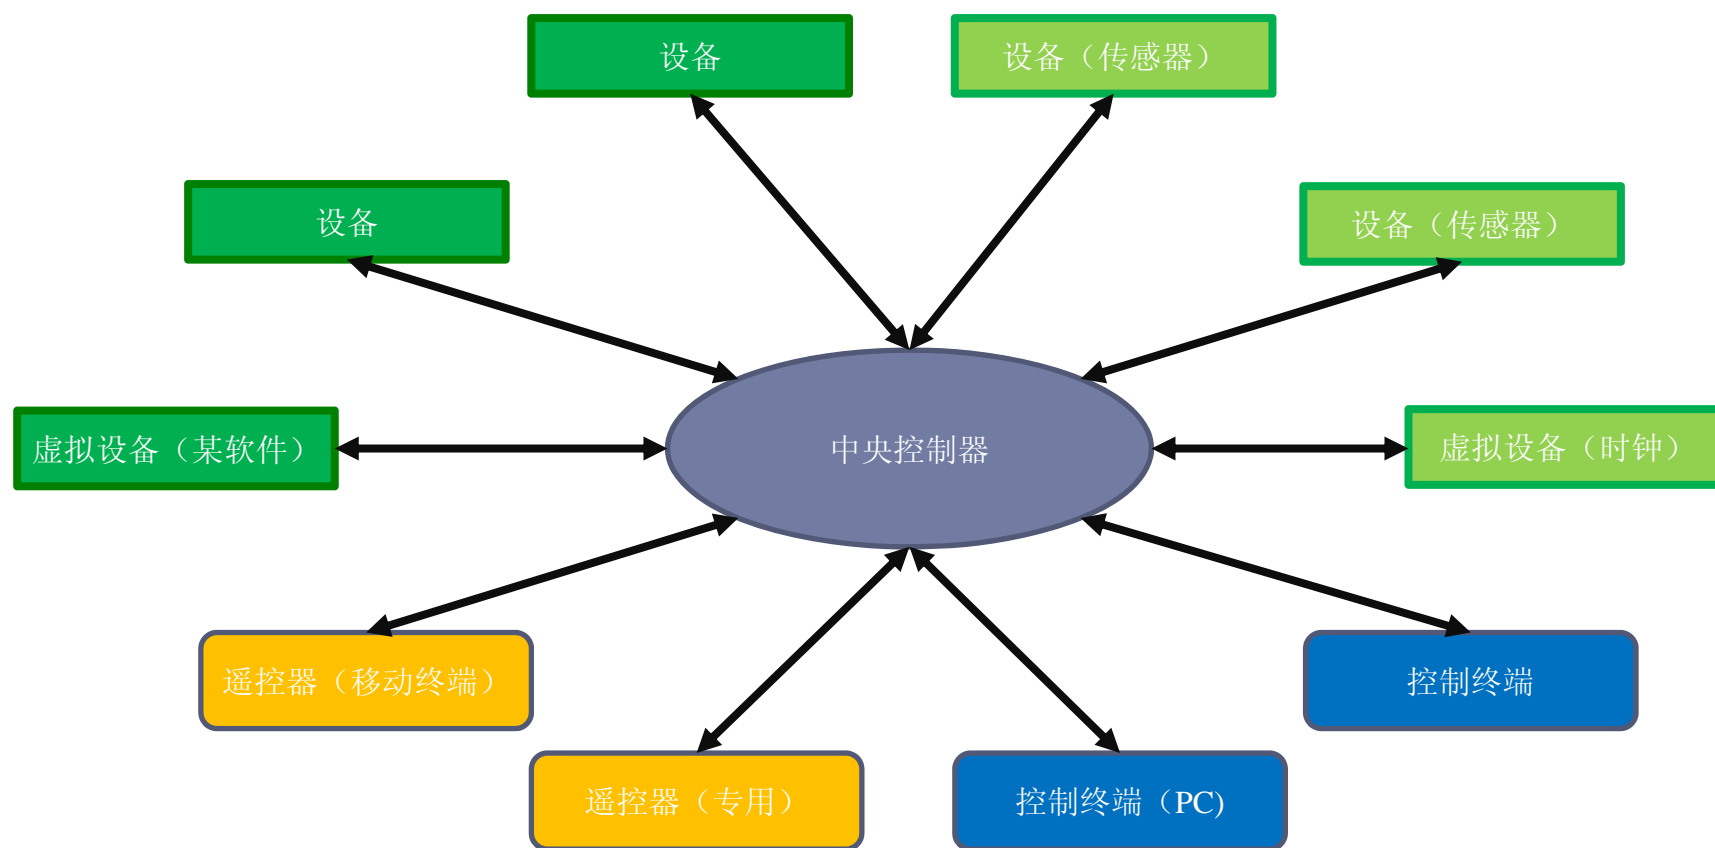 设备
设备（传感器）
设备
设备（传感器）
虚拟设备（某软件）
中央控制器
虚拟设备（时钟）
遥控器（移动终端）
控制终端
遥控器（专用）
控制终端（PC)